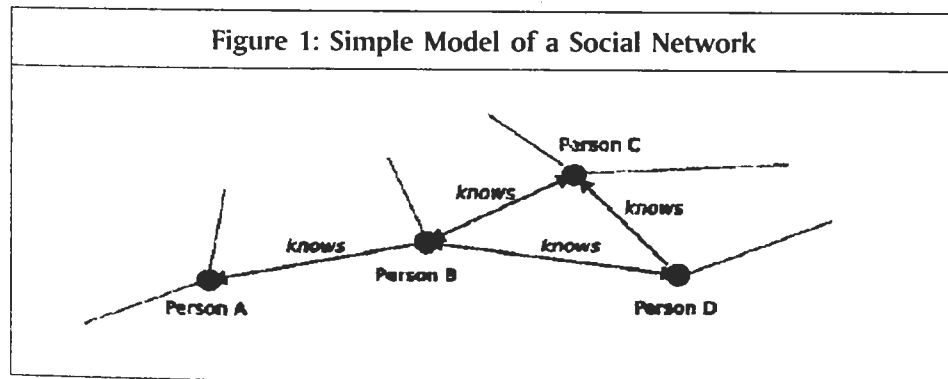 Figure 1: Simple Model of a Social Network
Person C
knows
knows
knows
knows
Person B
Person A
Person D